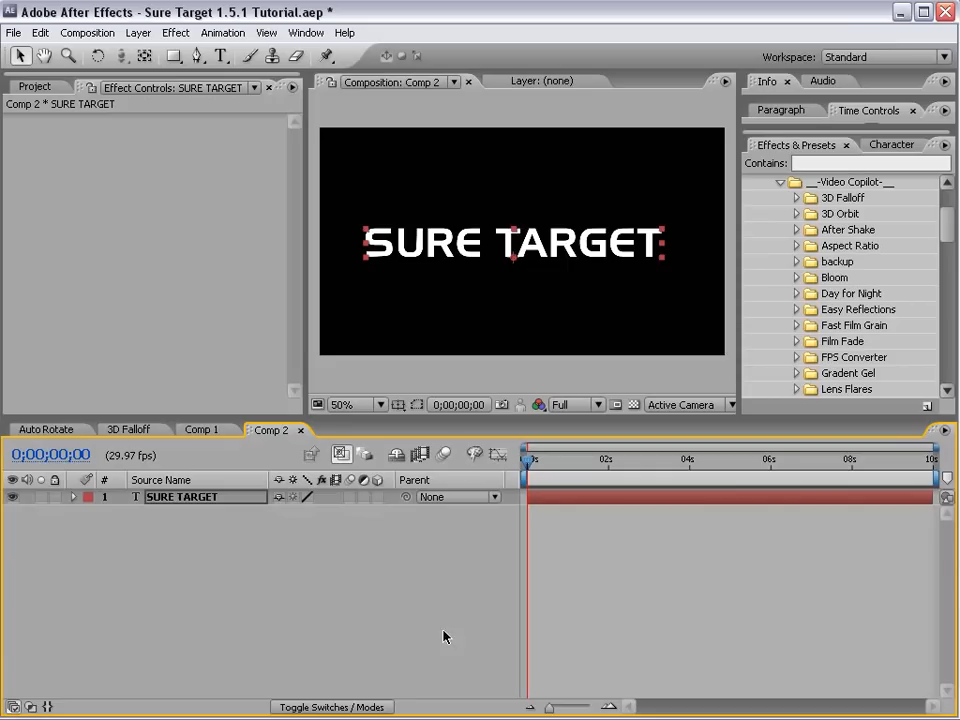 Adobe After Effects - Sure Target 1.5.1 Tutorial.aep *
File Edit Composition Layer Effect Animation View Window Help
Workspace: Standard
Project Effect Controls: SURE TARGET
Comp 2 * SURE TARGET
Composition: Comp 2 Layer: (none)
SURE TARGET
50% 0;00;00;00 Full Active Camera
Info Audio
Paragraph Time Controls
Effects & Presets Character
Contains:
__-Video Copilot-__
3D Falloff
3D Orbit
After Shake
Aspect Ratio
backup
Bloom
Day for Night
Easy Reflections
Fast Film Grain
Film Fade
FPS Converter
Gradent Gel
Lens Flares
Auto Rotate 3D Falloff Comp 1 Comp 2
0;00;00;00 (29.97 fps)
02s 04s 06s 08s 10s
# Source Name Parent
1 T SURE TARGET None
Toggle Switches / Modes